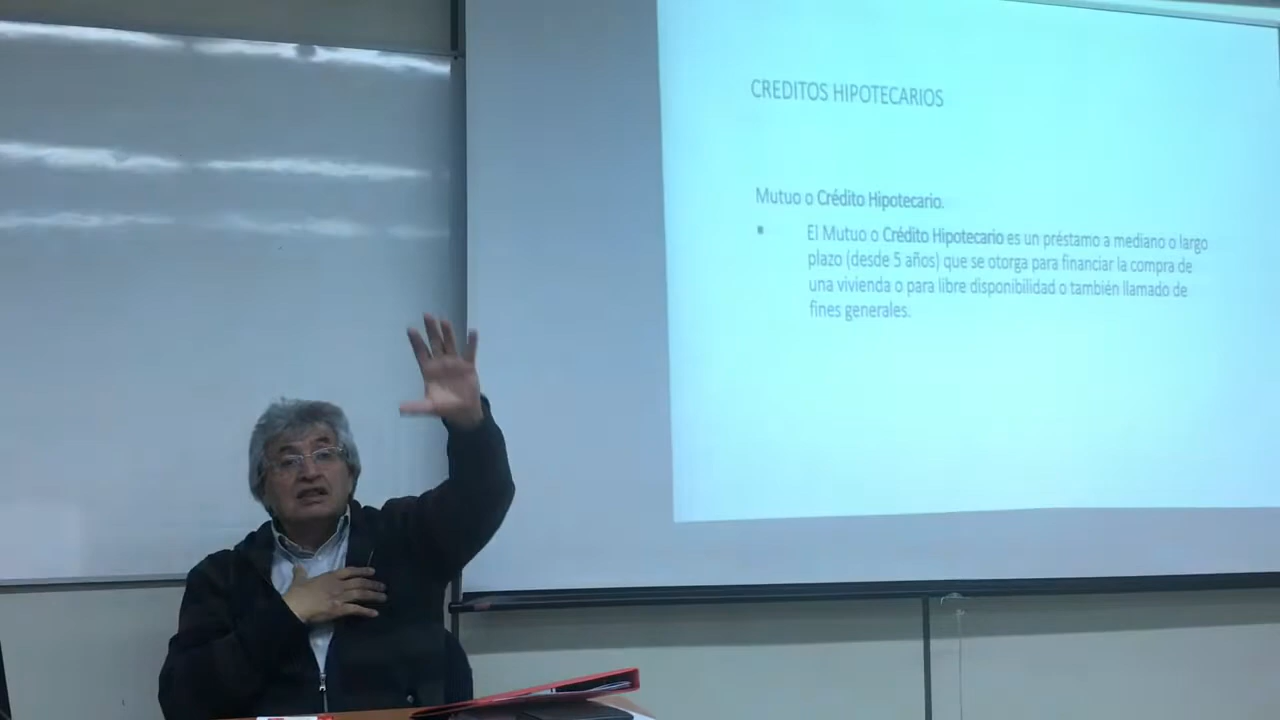 CREDITOS HIPOTECARIOS
Mutuo o Crédito Hipotecario.
▪ El Mutuo o Crédito Hipotecario es un préstamo a mediano o largo
plazo (desde 5 años) que se otorga para financiar la compra de
una vivienda o para libre disponibilidad o también llamado de
fines generales.